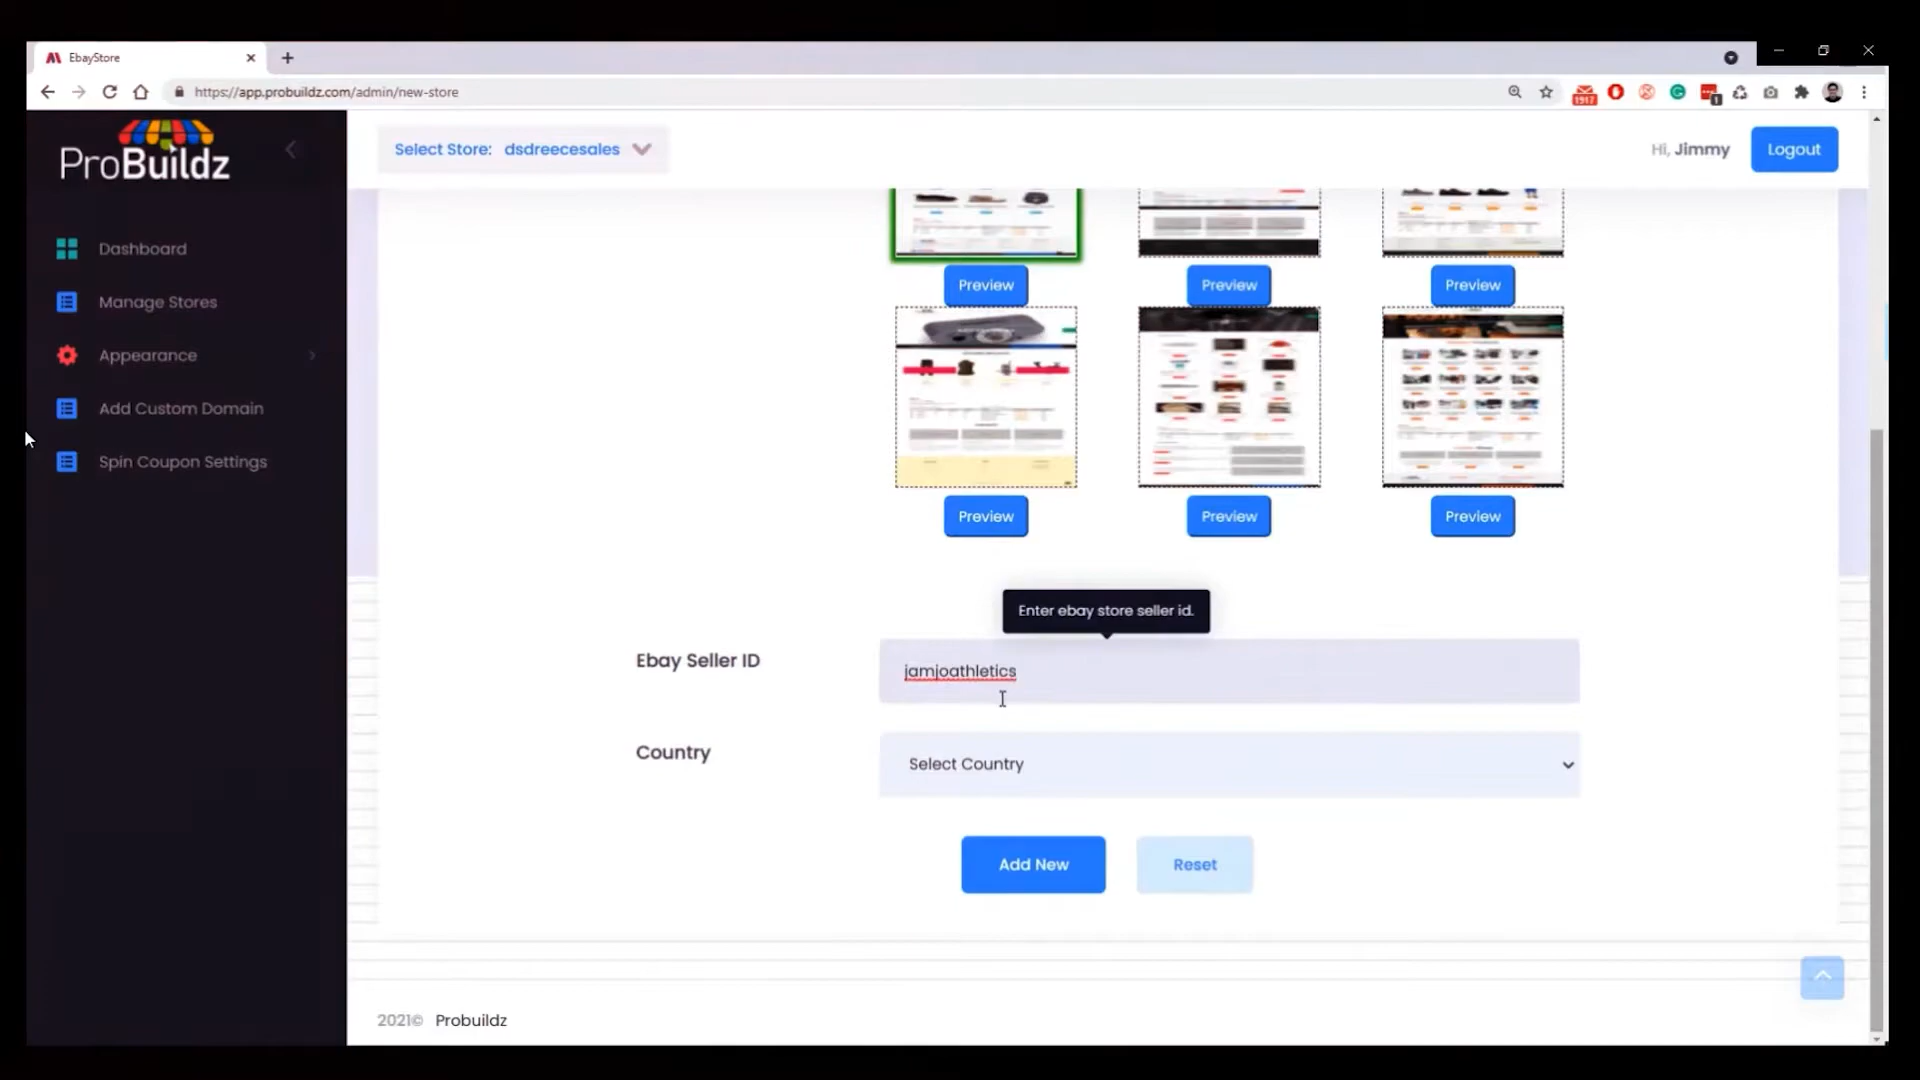 EbayStore
https://app.probuildz.com/admin/new-store
1917
1
ProBuildz
Select Store: dsdreecesales
Hi, Jimmy
Logout
Dashboard
Manage Stores
Appearance
Add Custom Domain
Spin Coupon Settings
Preview
Preview
Preview
Preview
Preview
Preview
Enter ebay store seller id.
Ebay Seller ID
jamjoathletics
Country
Select Country
Add New
Reset
2021© Probuildz